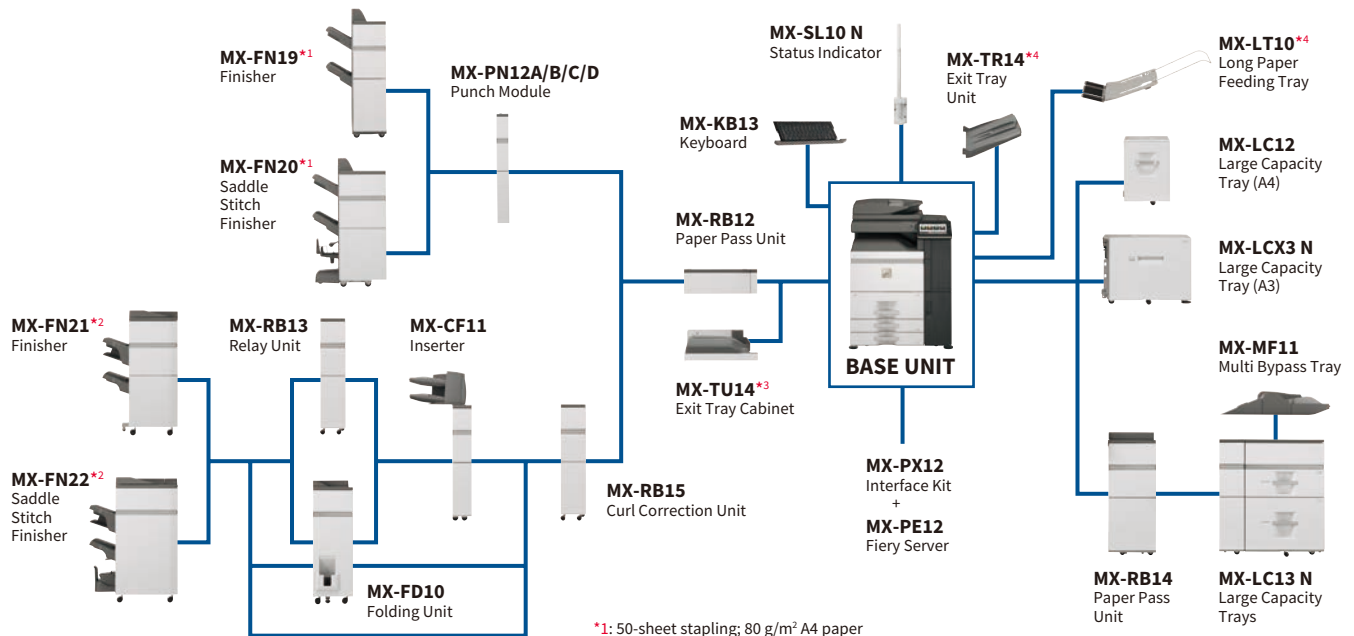 MX-FN19*1
Finisher
MX-PN12A/B/C/D
Punch Module
MX-FN20*1
Saddle
Stitch
Finisher
MX-SL10 N
Status Indicator
MX-KB13
Keyboard
MX-TR14*4
Exit Tray
Unit
MX-LT10*4
Long Paper
Feeding Tray
MX-LC12
Large Capacity
Tray (A4)
MX-RB12
Paper Pass Unit
MX-LCX3 N
Large Capacity
Tray (A3)
MX-FN21*2
Finisher
MX-RB13
Relay Unit
MX-CF11
Inserter
MX-TU14*3
Exit Tray Cabinet
BASE UNIT
MX-MF11
Multi Bypass Tray
MX-FN22*2
Saddle
Stitch
Finisher
MX-FD10
Folding Unit
MX-RB15
Curl Correction Unit
MX-PX12
Interface Kit
+
MX-PE12
Fiery Server
MX-RB14
Paper Pass
Unit
MX-LC13 N
Large Capacity
Trays
*1: 50-sheet stapling; 80 g/m² A4 paper